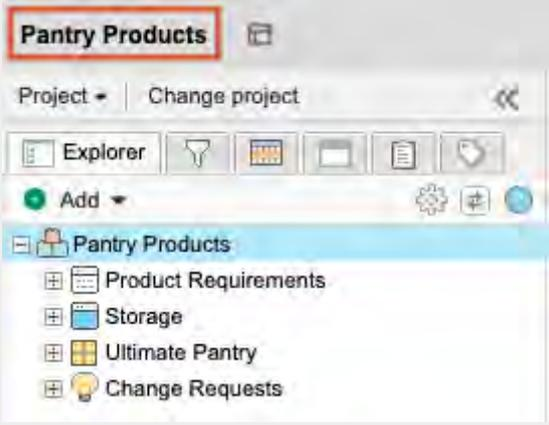 Pantry Products
Project Change project
Explorer
Add
Pantry Products
Product Requirements
Storage
Ultimate Pantry
Change Requests